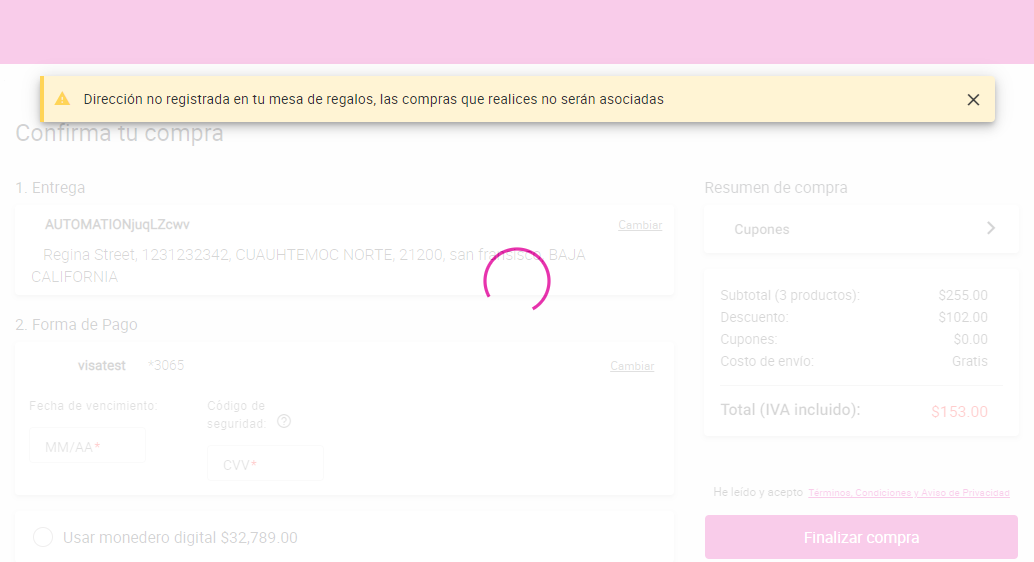 Dirección no registrada en tu mesa de regalos, las compras que realices no serán asociadas
Confirma tu compra
1. Entrega
AUTOMATIONjuqLZcwv
Cambiar
Regina Street, 1231232342, CUAUHTEMOC NORTE, 21200, san fransisco, BAJA
CALIFORNIA
2. Forma de Pago
visatest *3065
Cambiar
Fecha de vencimiento:
Código de
seguridad:
MM/AA*
CVV*
Usar monedero digital $32,789.00
Resumen de compra
Cupones
Subtotal (3 productos): $255.00
Descuento: $102.00
Cupones: $0.00
Costo de envío: Gratis
Total (IVA incluido): $153.00
He leído y acepto Términos, Condiciones y Aviso de Privacidad
Finalizar compra